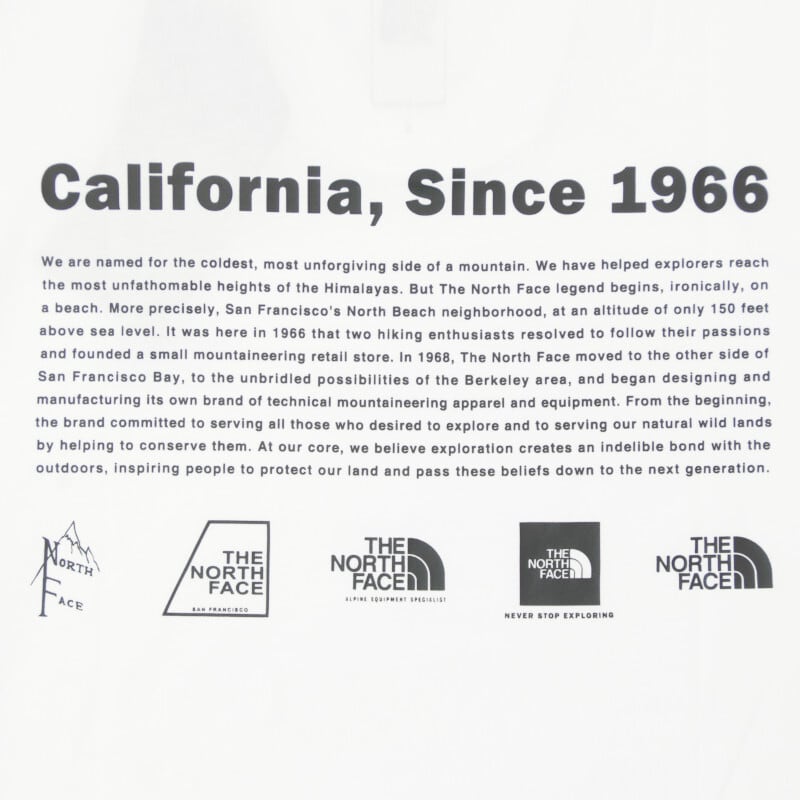 California, Since 1966
We are named for the coldest, most unforgiving side of a mountain. We have helped explorers reach
the most unfathomable heights of the Himalayas. But The North Face legend begins, ironically, on
a beach. More precisely, San Francisco's North Beach neighborhood, at an altitude of only 150 feet
above sea level. It was here in 1966 that two hiking enthusiasts resolved to follow their passions
and founded a small mountaineering retail store. In 1968, The North Face moved to the other side of
San Francisco Bay, to the unbridled possibilities of the Berkeley area, and began designing and
manufacturing its own brand of technical mountaineering apparel and equipment. From the beginning,
the brand committed to serving all those who desired to explore and to serving our natural wild lands
by helping to conserve them. At our core, we believe exploration creates an indelible bond with the
outdoors, inspiring people to protect our land and pass these beliefs down to the next generation.
NORTH
FACE
THE
NORTH
FACE
SAN FRANCISCO
THE
NORTH
FACE
ALPINE EQUIPMENT SPECIALIST
THE
NORTH
FACE
NEVER STOP EXPLORING
THE
NORTH
FACE